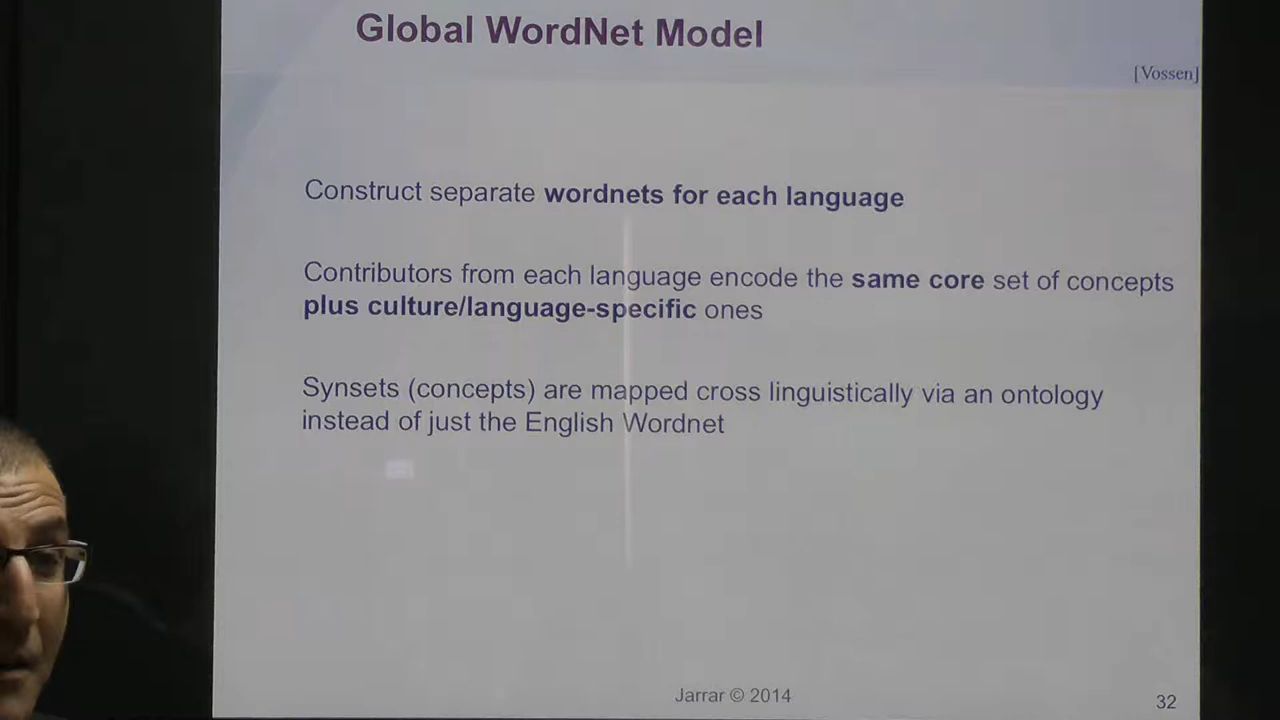 Global WordNet Model
[Vossen]
Construct separate wordnets for each language
Contributors from each language encode the same core set of concepts
plus culture/language-specific ones
Synsets (concepts) are mapped cross linguistically via an ontology
instead of just the English Wordnet
Jarrar © 2014
32